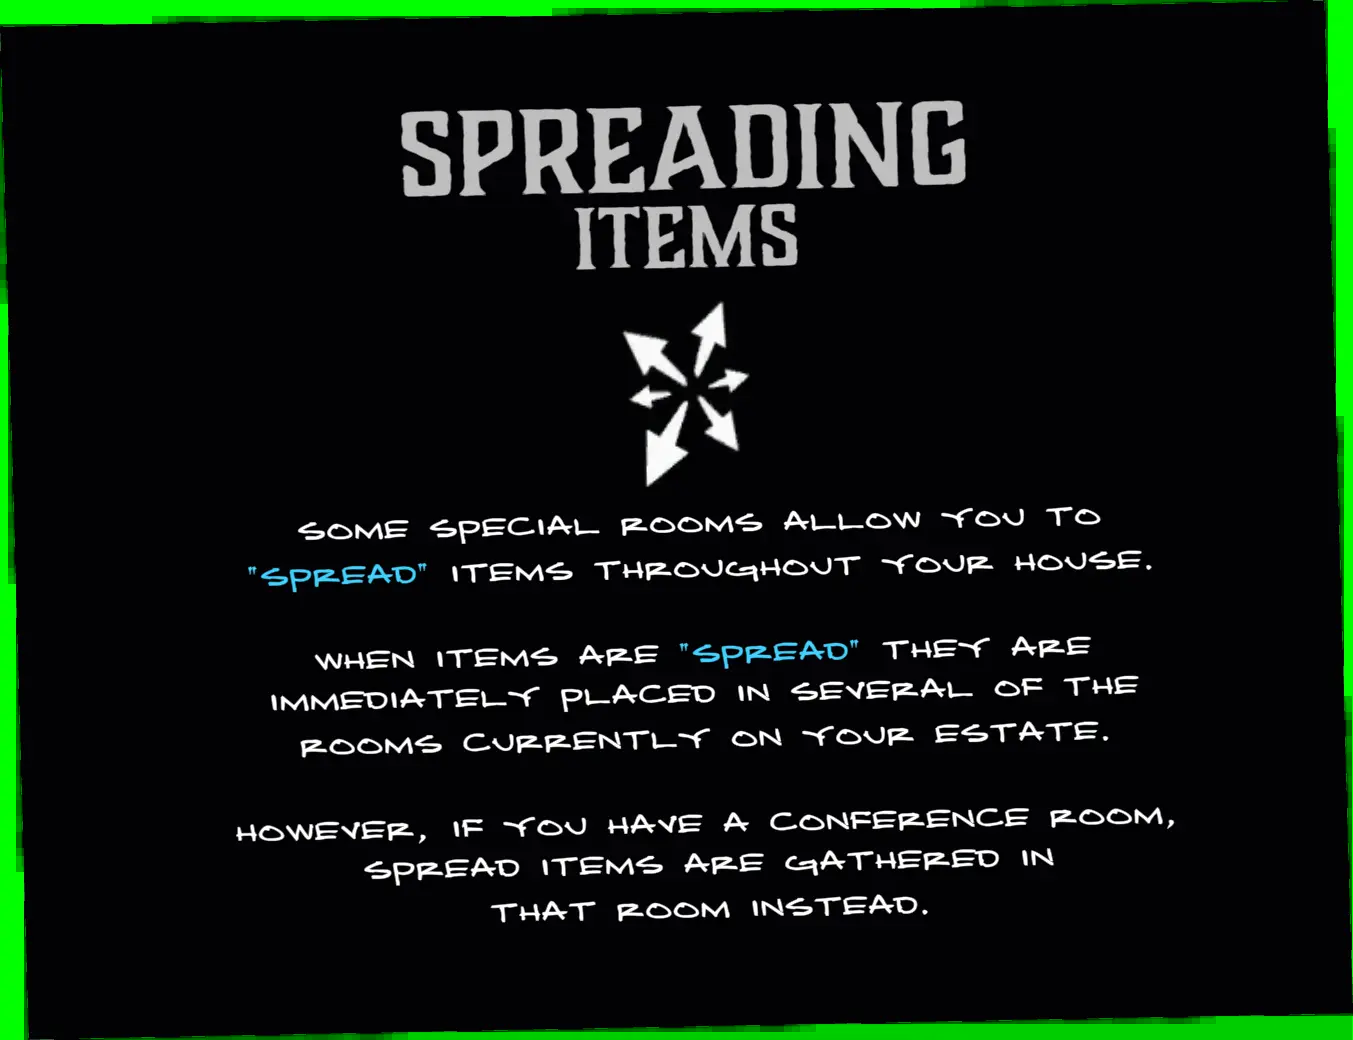 SPREADING
ITEMS
SOME SPECIAL ROOMS ALLOW YOU TO
"SPREAD" ITEMS THROUGHOUT YOUR HOUSE.
WHEN ITEMS ARE "SPREAD" THEY ARE
IMMEDIATELY PLACED IN SEVERAL OF THE
ROOMS CURRENTLY ON YOUR ESTATE.
HOWEVER, IF YOU HAVE A CONFERENCE ROOM,
SPREAD ITEMS ARE GATHERED IN
THAT ROOM INSTEAD.